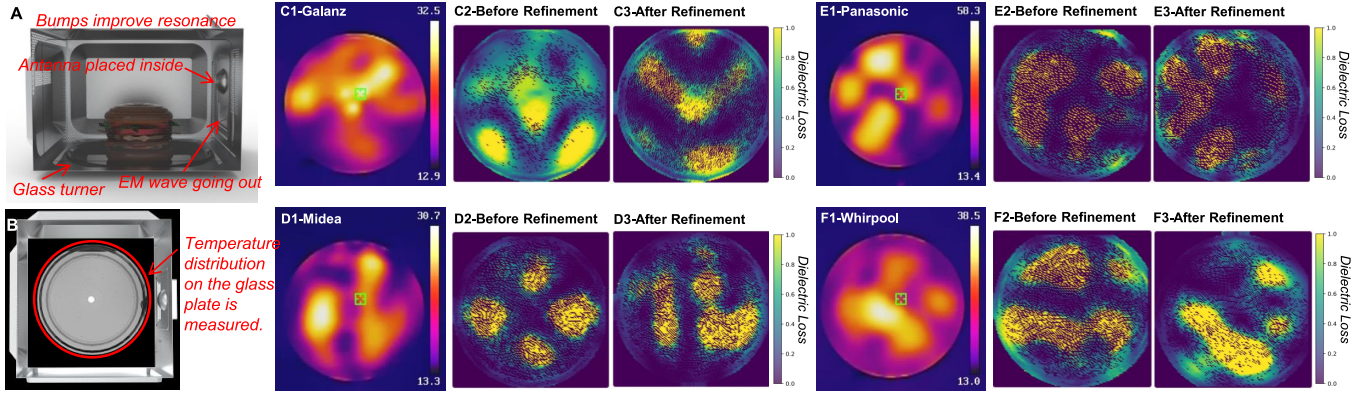 A
Bumps improve resonance
Antenna placed inside
Glass turner
EM wave going out
B
Temperature
distribution
on the glass
plate is
measured.
C1-Galanz
32.5
12.9
C2-Before Refinement
C3-After Refinement
1.0
0.8
0.6
0.4
0.2
0.0
Dielectric Loss
E1-Panasonic
58.3
13.4
E2-Before Refinement
E3-After Refinement
1.0
0.8
0.6
0.4
0.2
0.0
Dielectric Loss
D1-Midea
30.7
13.3
D2-Before Refinement
D3-After Refinement
1.0
0.8
0.6
0.4
0.2
0.0
Dielectric Loss
F1-Whirpool
38.5
13.0
F2-Before Refinement
F3-After Refinement
1.0
0.8
0.6
0.4
0.2
0.0
Dielectric Loss